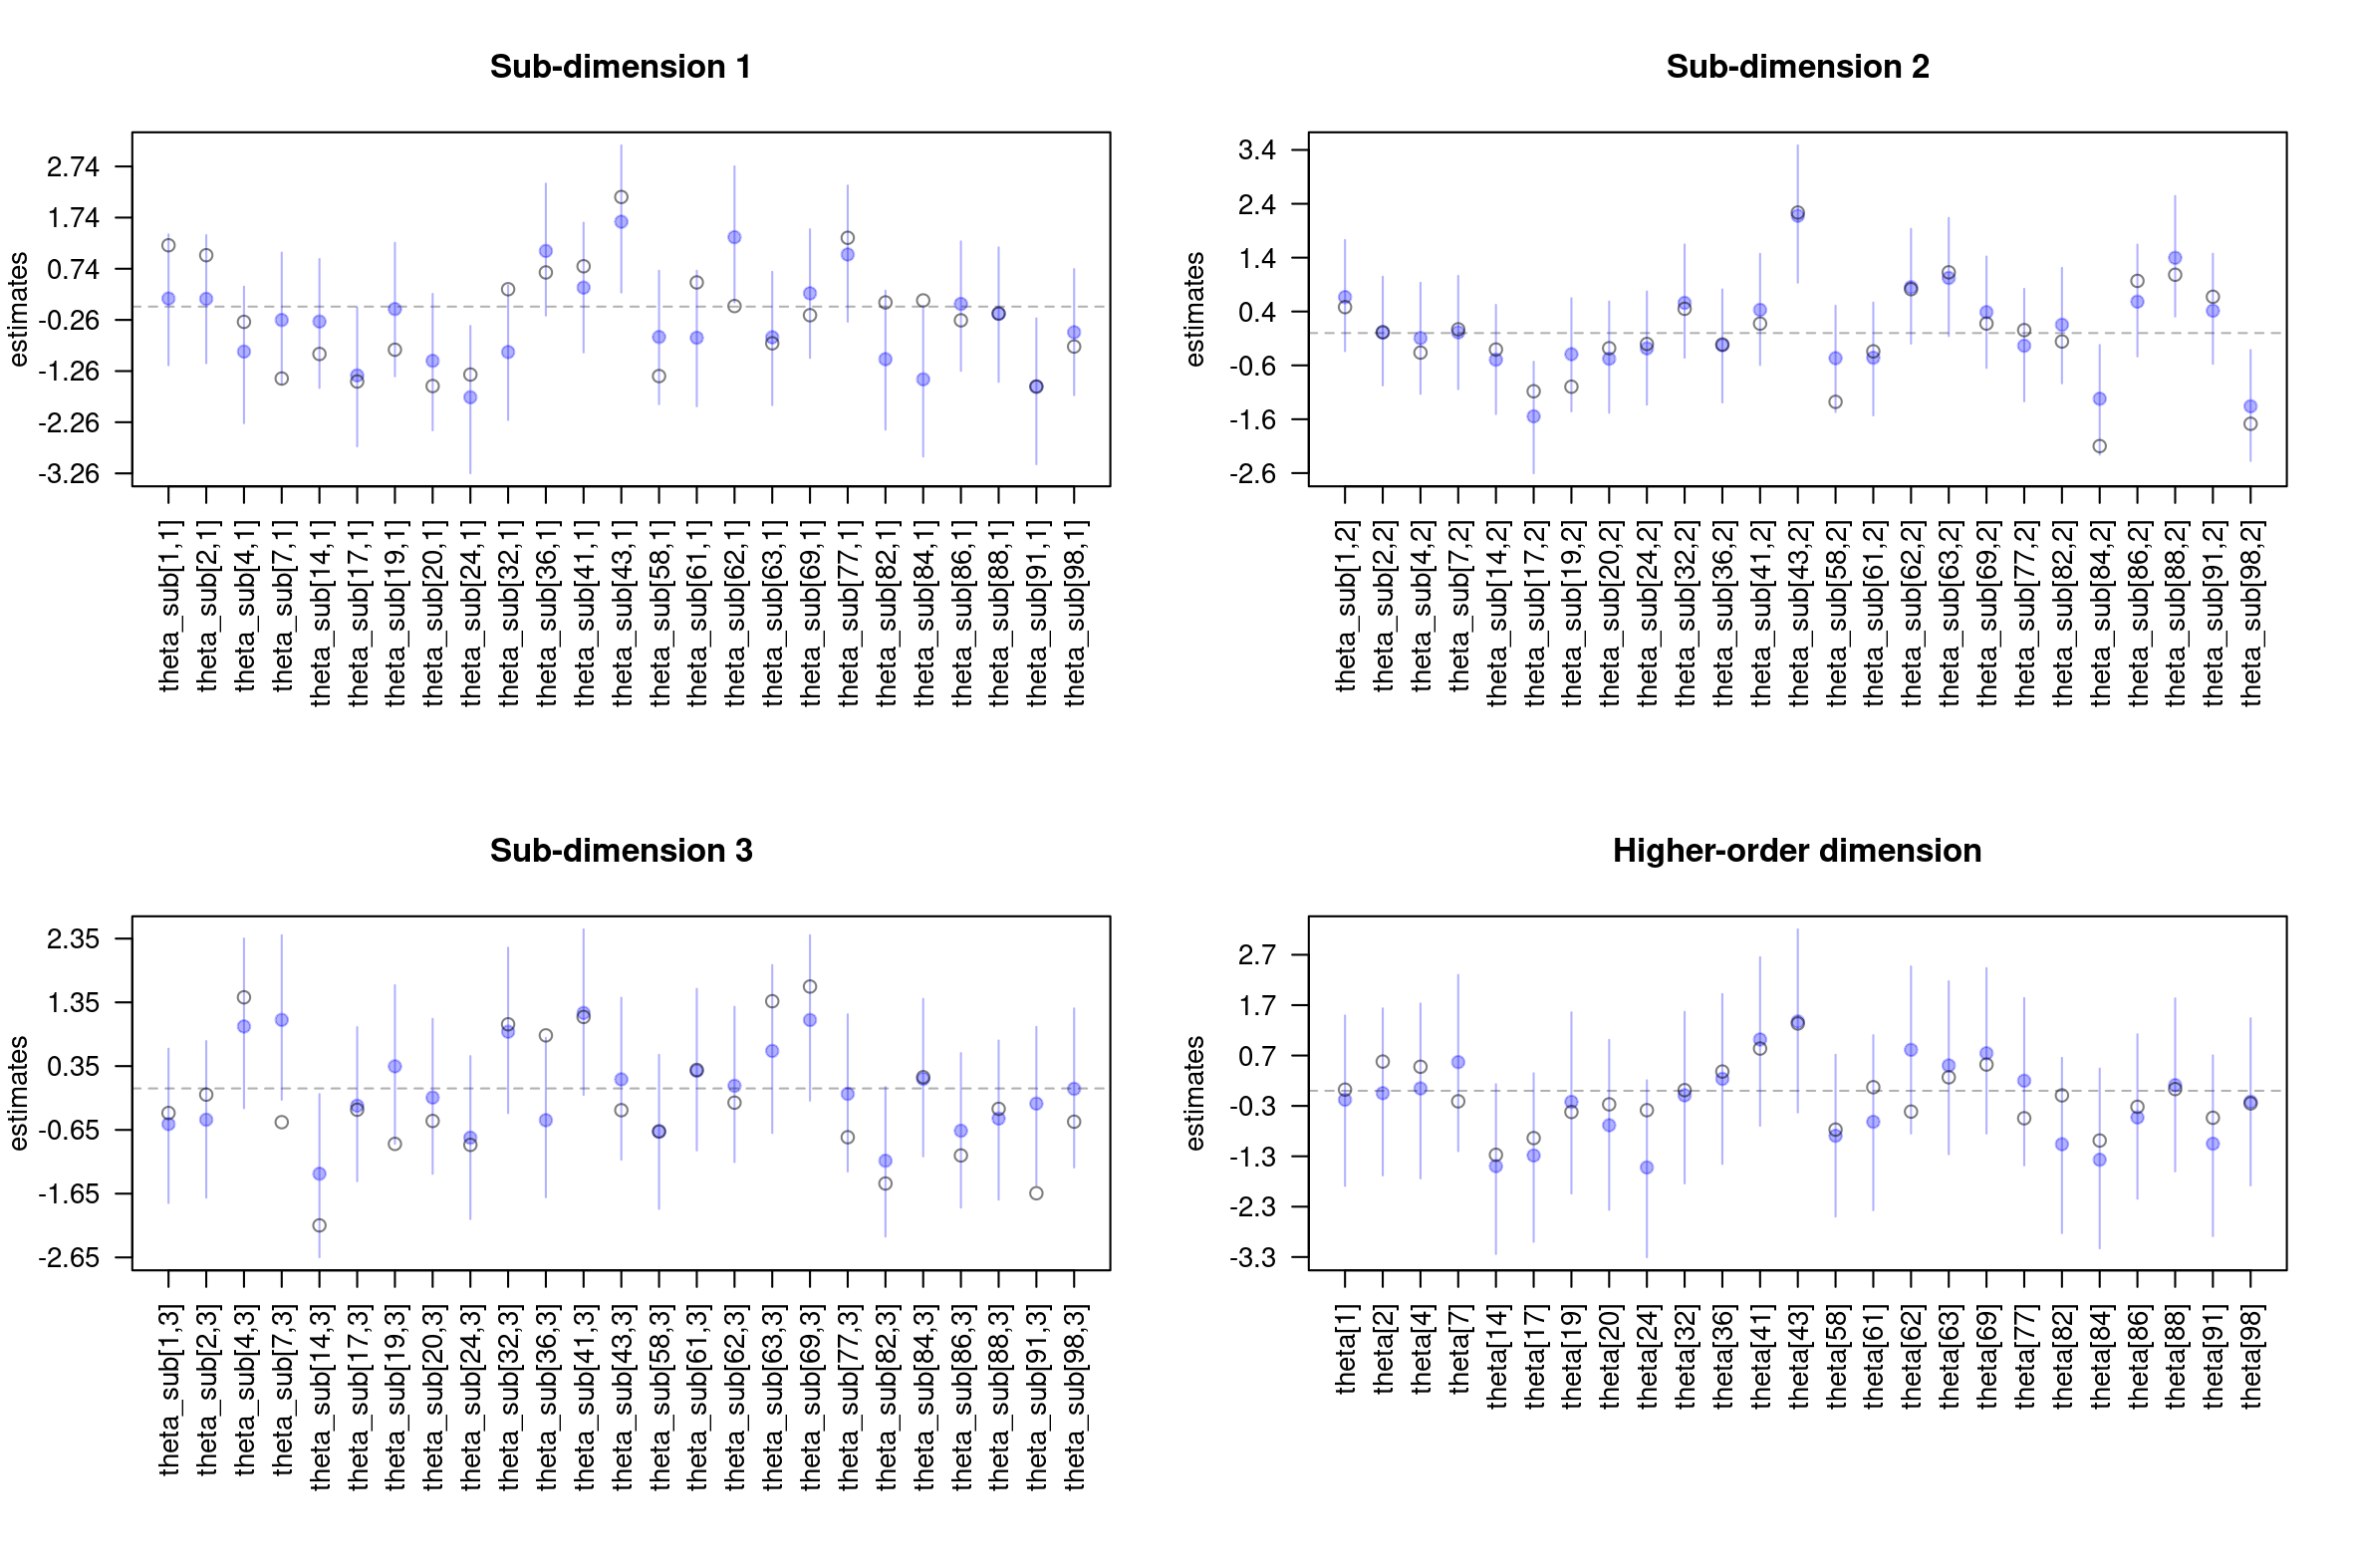 Sub-dimension 1
estimates
2.74
1.74
0.74
-0.26
-1.26
-2.26
-3.26
theta_sub[1,1]
theta_sub[2,1]
theta_sub[4,1]
theta_sub[7,1]
theta_sub[14,1]
theta_sub[17,1]
theta_sub[19,1]
theta_sub[20,1]
theta_sub[24,1]
theta_sub[32,1]
theta_sub[36,1]
theta_sub[41,1]
theta_sub[43,1]
theta_sub[58,1]
theta_sub[61,1]
theta_sub[62,1]
theta_sub[63,1]
theta_sub[69,1]
theta_sub[77,1]
theta_sub[82,1]
theta_sub[84,1]
theta_sub[86,1]
theta_sub[88,1]
theta_sub[91,1]
theta_sub[98,1]
Sub-dimension 2
estimates
3.4
2.4
1.4
0.4
-0.6
-1.6
-2.6
theta_sub[1,2]
theta_sub[2,2]
theta_sub[4,2]
theta_sub[7,2]
theta_sub[14,2]
theta_sub[17,2]
theta_sub[19,2]
theta_sub[20,2]
theta_sub[24,2]
theta_sub[32,2]
theta_sub[36,2]
theta_sub[41,2]
theta_sub[43,2]
theta_sub[58,2]
theta_sub[61,2]
theta_sub[62,2]
theta_sub[63,2]
theta_sub[69,2]
theta_sub[77,2]
theta_sub[82,2]
theta_sub[84,2]
theta_sub[86,2]
theta_sub[88,2]
theta_sub[91,2]
theta_sub[98,2]
Sub-dimension 3
estimates
2.35
1.35
0.35
-0.65
-1.65
-2.65
theta_sub[1,3]
theta_sub[2,3]
theta_sub[4,3]
theta_sub[7,3]
theta_sub[14,3]
theta_sub[17,3]
theta_sub[19,3]
theta_sub[20,3]
theta_sub[24,3]
theta_sub[32,3]
theta_sub[36,3]
theta_sub[41,3]
theta_sub[43,3]
theta_sub[58,3]
theta_sub[61,3]
theta_sub[62,3]
theta_sub[63,3]
theta_sub[69,3]
theta_sub[77,3]
theta_sub[82,3]
theta_sub[84,3]
theta_sub[86,3]
theta_sub[88,3]
theta_sub[91,3]
theta_sub[98,3]
Higher-order dimension
estimates
2.7
1.7
0.7
-0.3
-1.3
-2.3
-3.3
theta[1]
theta[2]
theta[4]
theta[7]
theta[14]
theta[17]
theta[19]
theta[20]
theta[24]
theta[32]
theta[36]
theta[41]
theta[43]
theta[58]
theta[61]
theta[62]
theta[63]
theta[69]
theta[77]
theta[82]
theta[84]
theta[86]
theta[88]
theta[91]
theta[98]